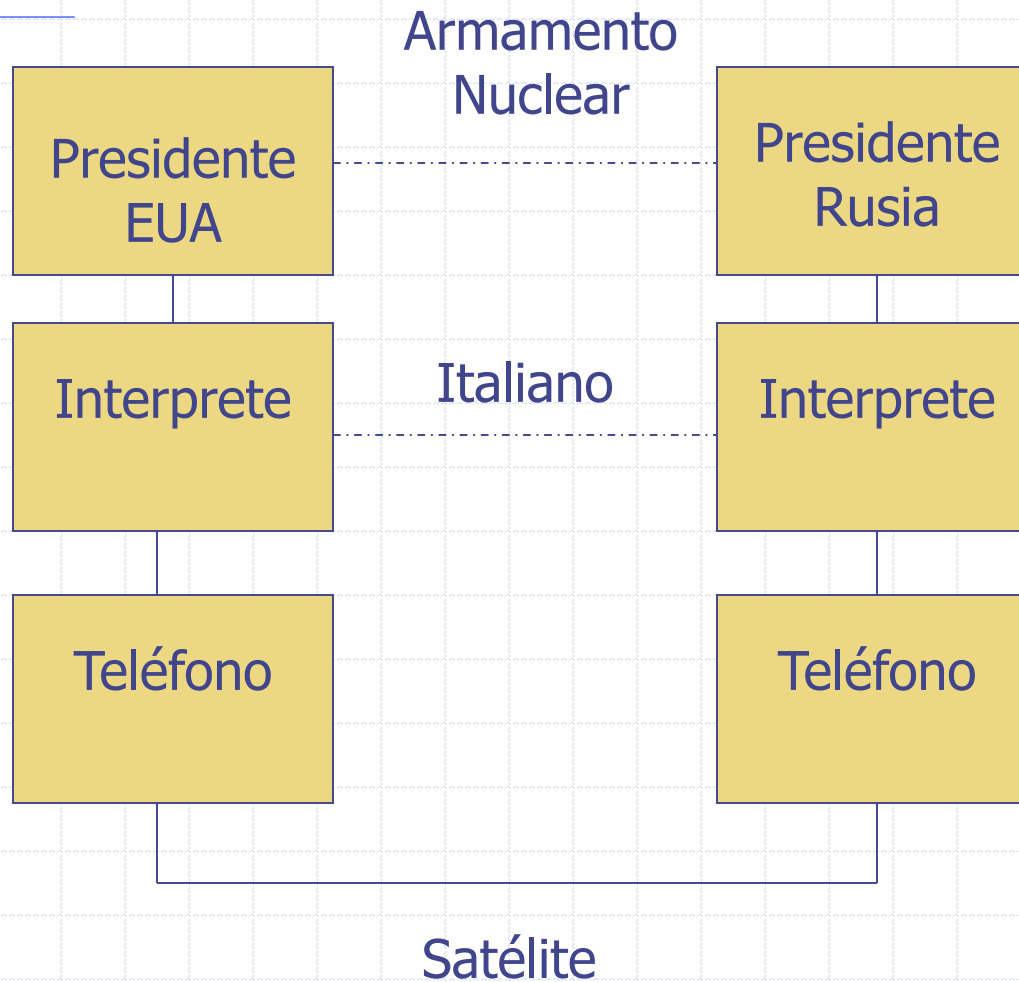 Armamento
Nuclear
Presidente
EUA
Presidente
Rusia
Interprete
Italiano
Interprete
Teléfono
Teléfono
Satélite